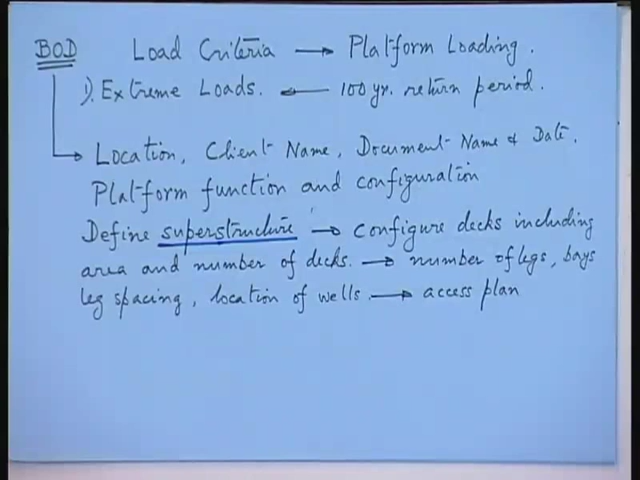 BOD Load Criteria → Platform Loading.
1). Extreme Loads. ← 100 yr. return period.
→ Location, Client Name, Document Name & Date.
Platform function and configuration
Define superstructure → configure decks including
area and number of decks. → number of legs, bays
leg spacing, location of wells → access plan